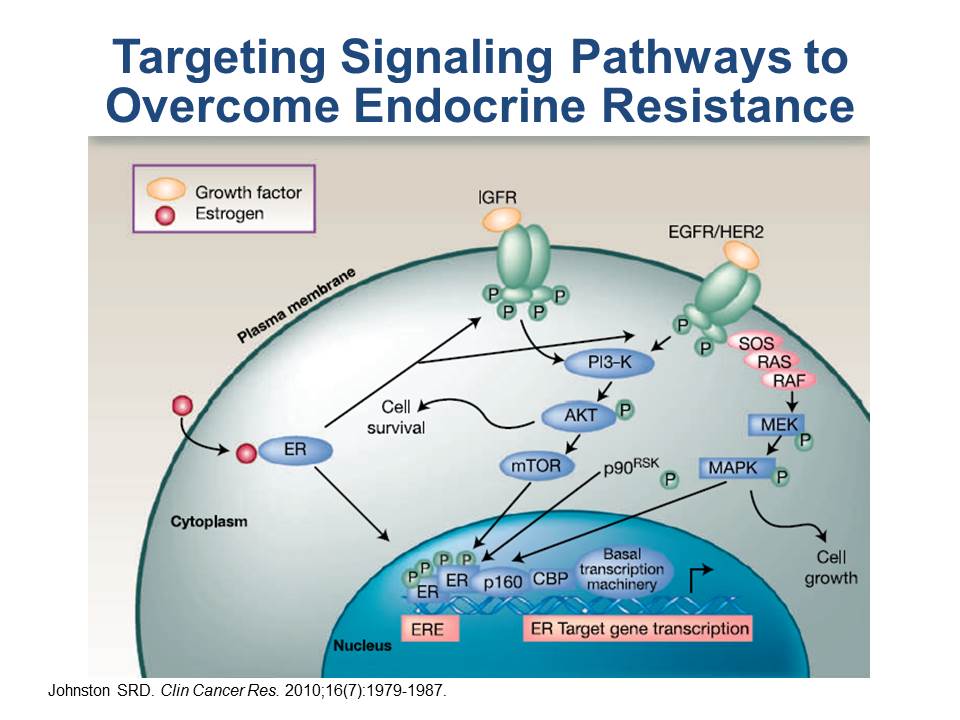 Targeting Signaling Pathways to
Overcome Endocrine Resistance
Growth factor
Estrogen
IGFR
EGFR/HER2
Plasma membrane
P
P
P
P
P
P
SOS
RAS
RAF
PI3-K
Cell
survival
AKT
P
MEK
P
ER
mTOR
p90RSK
P
MAPK
P
Cytoplasm
Cell
growth
P
P
P
P
ER
ER
p160
CBP
Basal
transcription
machinery
ERE
ER Target gene transcription
Nucleus
Johnston SRD. Clin Cancer Res. 2010;16(7):1979-1987.